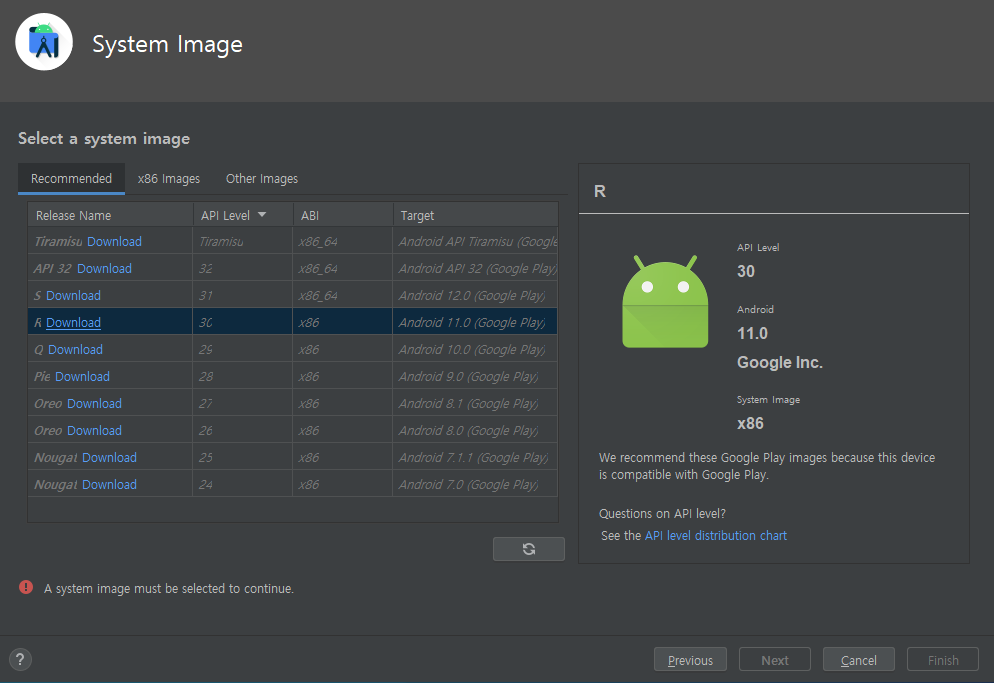 System Image
Select a system image
Recommended x86 Images Other Images
Release Name API Level ABI Target
Tiramisu Download Tiramisu x86_64 Android API Tiramisu (Google
API 32 Download 32 x86_64 Android API 32 (Google Play)
S Download 31 x86_64 Android 12.0 (Google Play)
R Download 30 x86 Android 11.0 (Google Play)
Q Download 29 x86 Android 10.0 (Google Play)
Pie Download 28 x86 Android 9.0 (Google Play)
Oreo Download 27 x86 Android 8.1 (Google Play)
Oreo Download 26 x86 Android 8.0 (Google Play)
Nougat Download 25 x86 Android 7.1.1 (Google Play)
Nougat Download 24 x86 Android 7.0 (Google Play)
R
API Level
30
Android
11.0
Google Inc.
System Image
x86
We recommend these Google Play images because this device
is compatible with Google Play.
Questions on API level?
See the API level distribution chart
! A system image must be selected to continue.
? Previous Next Cancel Finish